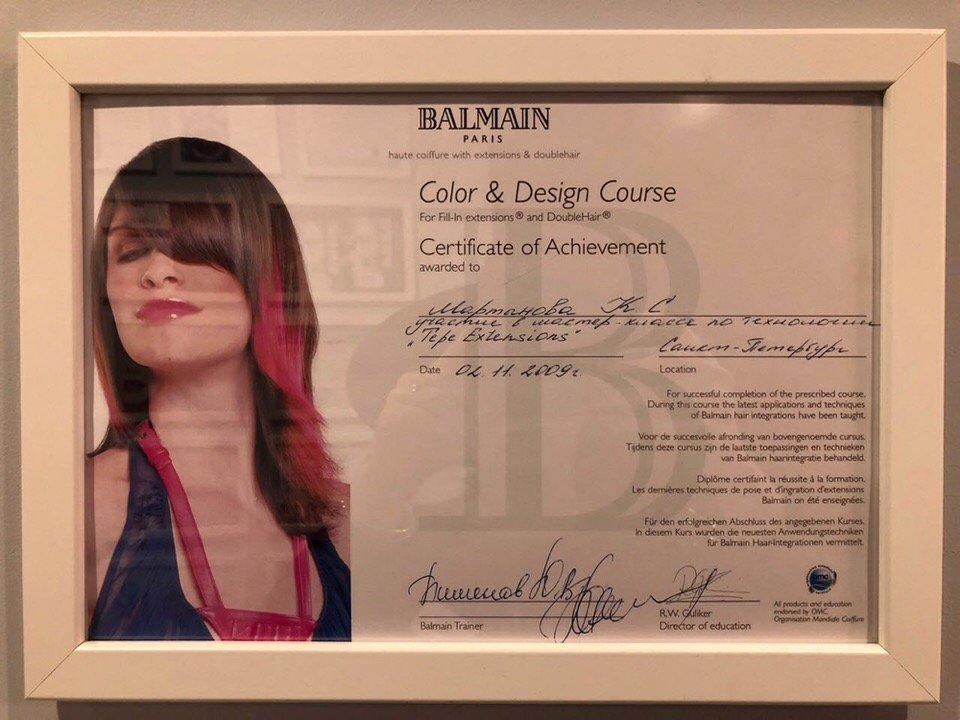 BALMAIN
PARIS
haute coiffure with extensions & doublehair
Color & Design Course
For Fill-In extensions® and DoubleHair®
Certificate of Achievement
awarded to
Мартанова К С
участие в мастер-классе по технологии
"Tepe Extensions"
Санкт-Петербург
Date 02.11.2009г.
Location
For successful completion of the prescribed course.
During this course the latest applications and techniques
of Balmain hair integrations have been taught.
Voor de succesvolle afronding van bovengenoemde cursus.
Tijdens deze cursus zijn de laatste toepassingen en technieken
van Balmain haarintegratie behandeld.
Diplôme certifaint la réussite à la formation.
Les dernières techniques de pose et d'ingration d'extensions
Balmain on été enseignées.
Für den erfolgreichen Abschluss des angegebenen Kurses.
In diesem Kurs wurden die neuesten Anwendungstechniken
für Balmain Haar-Integrationen vermittelt.
Balmain Trainer
R.W. Guliker
Director of education
All products and education
endorsed by OMC,
Organisation Mondiale Coiffure